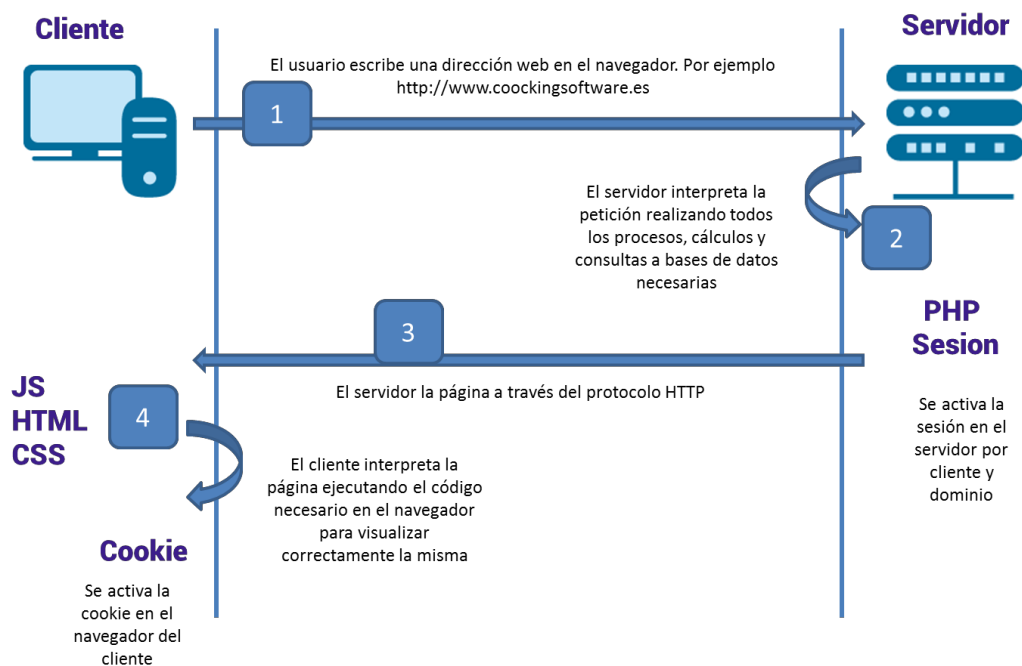 Cliente
Servidor
El usuario escribe una dirección web en el navegador. Por ejemplo
http://www.coockingsoftware.es
1
El servidor interpreta la
petición realizando todos
los procesos, cálculos y
consultas a bases de datos
necesarias
2
PHP
Sesion
3
El servidor la página a través del protocolo HTTP
JS
HTML
CSS
4
Se activa la
sesión en el
servidor por
cliente y
dominio
El cliente interpreta la
página ejecutando el código
necesario en el navegador
para visualizar
correctamente la misma
Cookie
Se activa la
cookie en el
navegador del
cliente